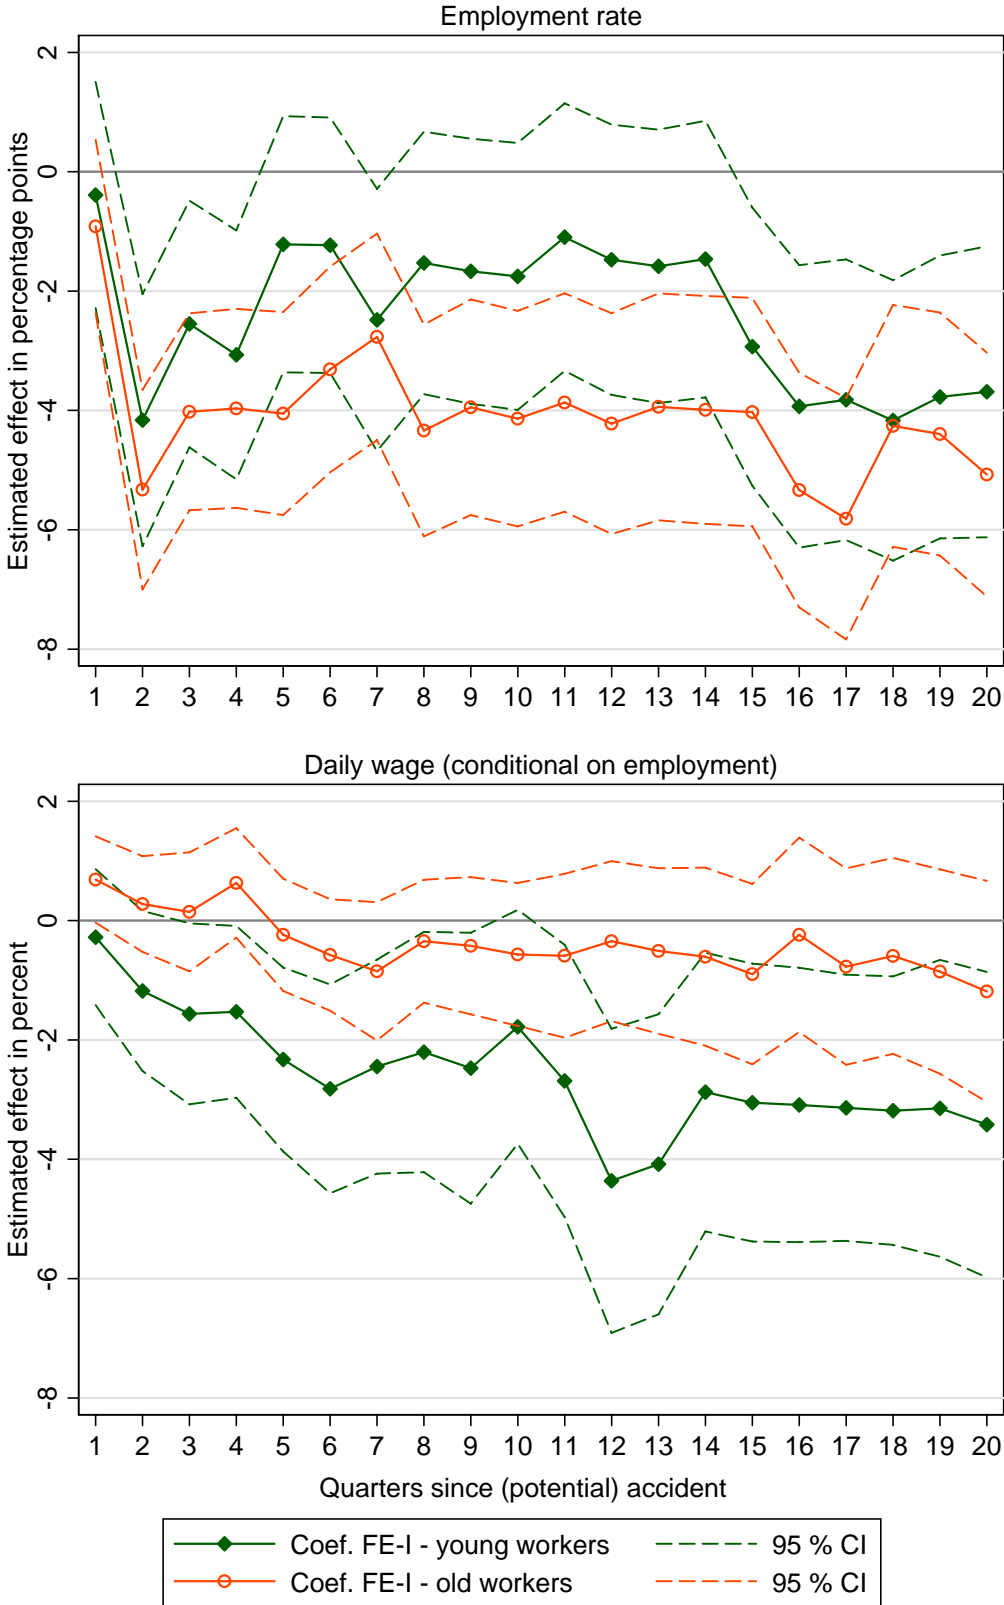 Employment rate
Estimated effect in percentage points
2
0
-2
-4
-6
-8
1 2 3 4 5 6 7 8 9 10 11 12 13 14 15 16 17 18 19 20
Daily wage (conditional on employment)
Estimated effect in percent
2
0
-2
-4
-6
-8
1 2 3 4 5 6 7 8 9 10 11 12 13 14 15 16 17 18 19 20
Quarters since (potential) accident
Coef. FE-I - young workers 95 % CI
Coef. FE-I - old workers 95 % CI